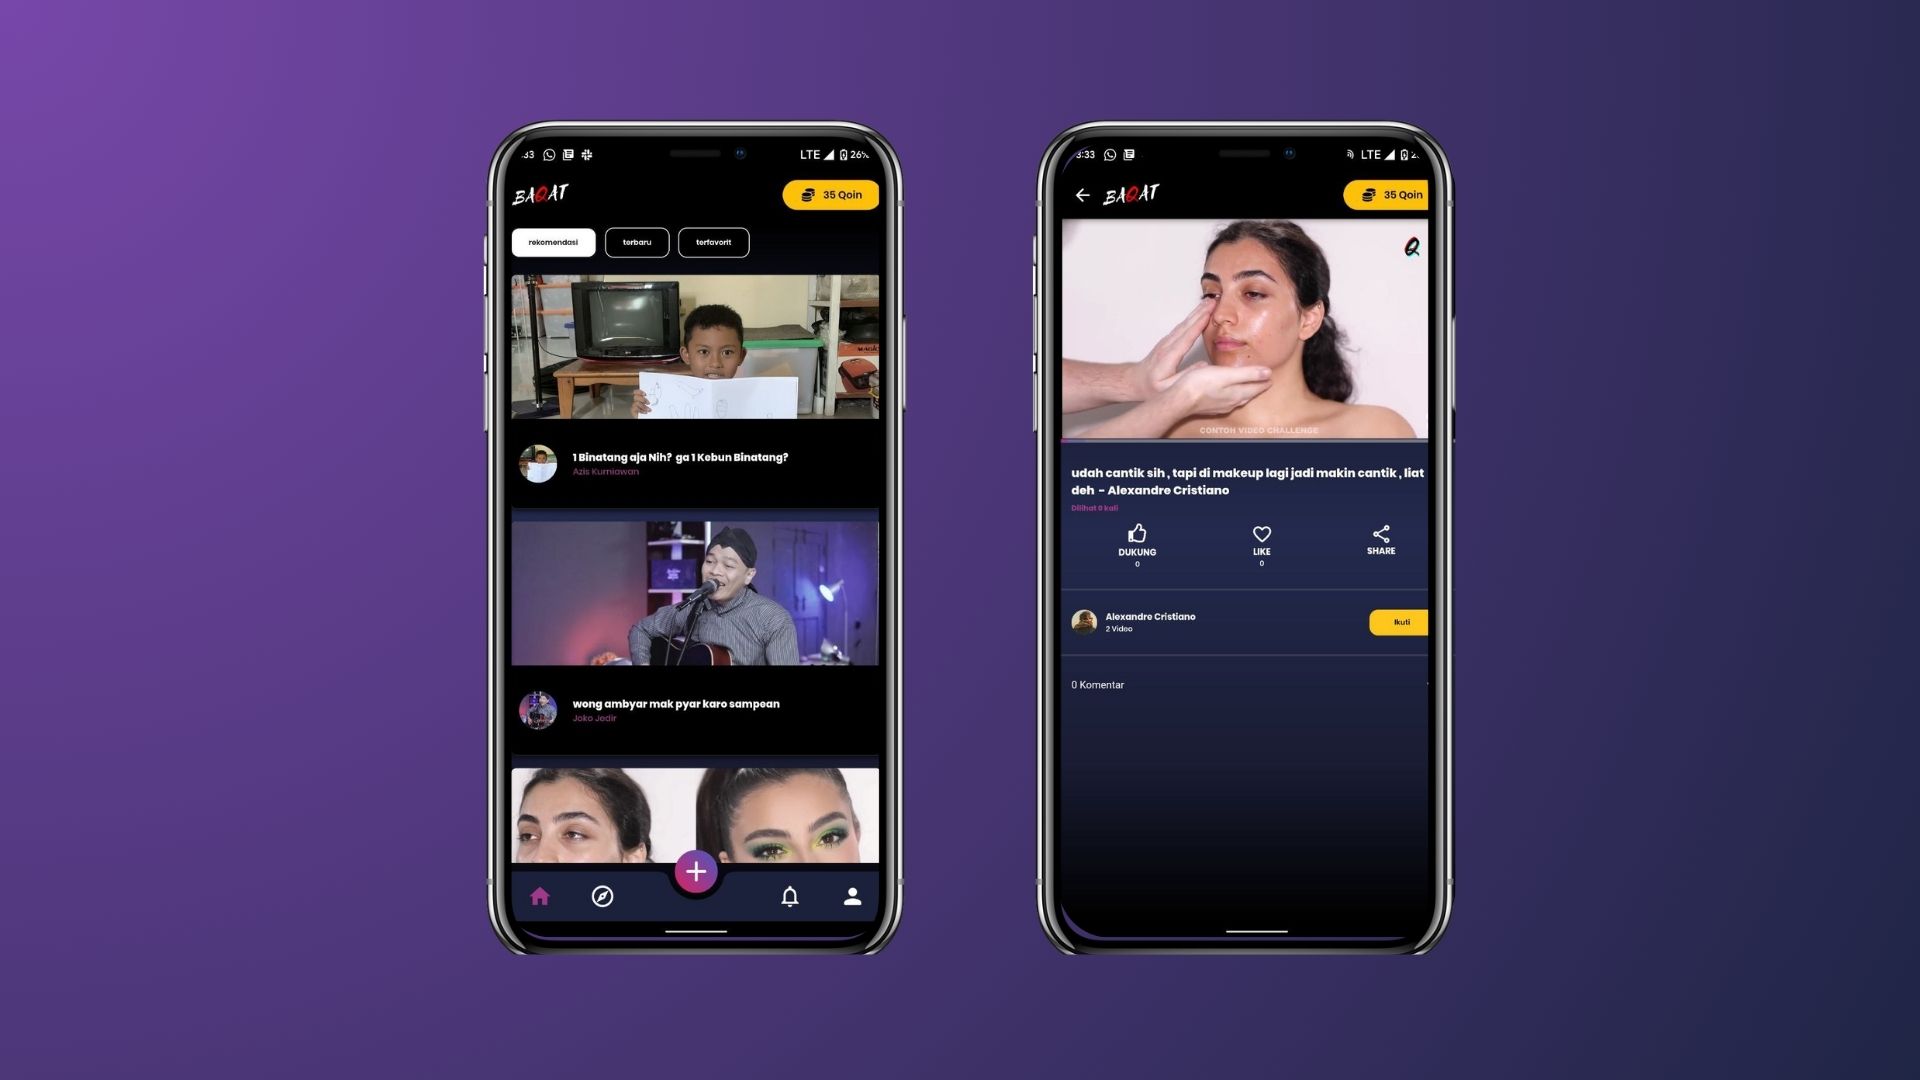 :33
LTE
26%
BAQAT
35 Qoin
rekomendasi
terbaru
terfavorit
1 Binatang aja Nih? ga 1 Kebun Binatang?
Azis Kurniawan
wong ambyar mak pyar karo sampean
Joko Jedir
3:33
LTE
BAQAT
35 Qoin
Q
CONTOH VIDEO CHALLENGE
udah cantik sih , tapi di makeup lagi jadi makin cantik , liat
deh - Alexandre Cristiano
Dilihat 0 kali
DUKUNG
0
LIKE
0
SHARE
Alexandre Cristiano
2 Video
Ikuti
0 Komentar